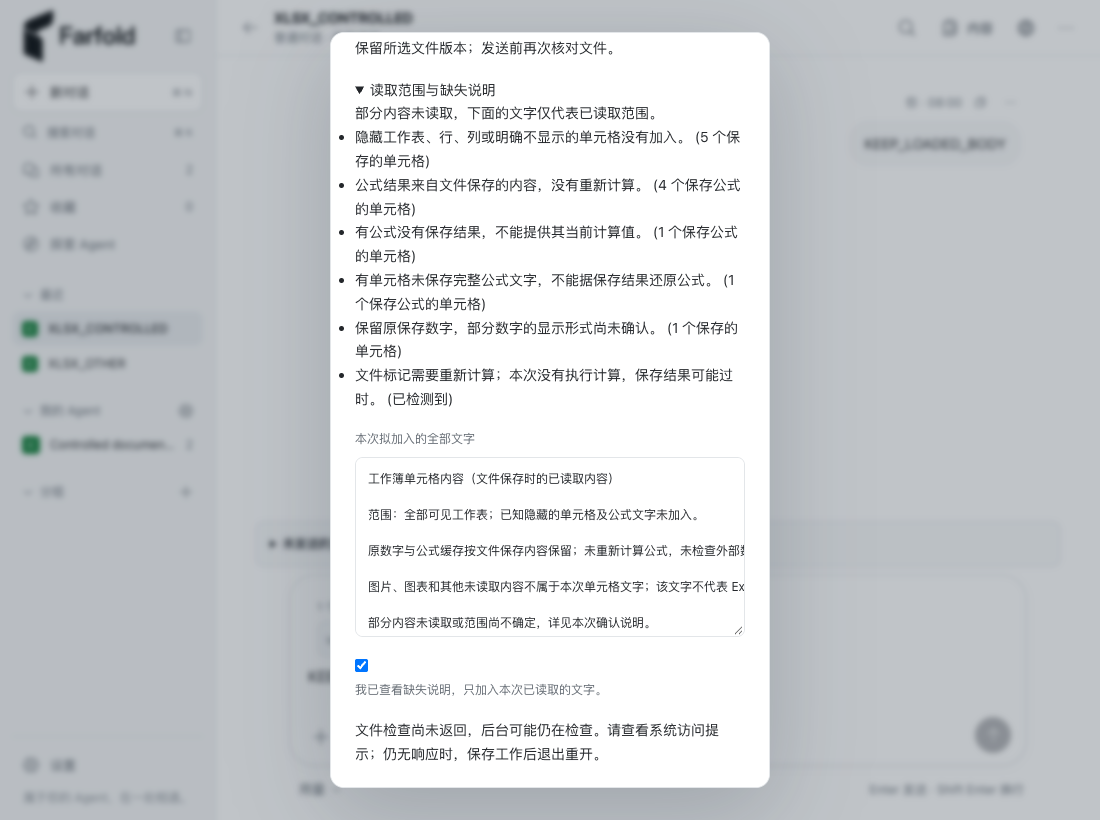 Farfold
XLSX_CONTROLLED
KEEP_LOADED_BODY
XLSX_CONTROLLED
XLSX_OTHER
Controlled documen...
保留所选文件版本；发送前再次核对文件。
▼ 读取范围与缺失说明
部分内容未读取，下面的文字仅代表已读取范围。
• 隐藏工作表、行、列或明确不显示的单元格没有加入。 (5 个保
存的单元格)
• 公式结果来自文件保存的内容，没有重新计算。 (4 个保存公式
的单元格)
• 有公式没有保存结果，不能提供其当前计算值。 (1 个保存公式
的单元格)
• 有单元格未保存完整公式文字，不能据保存结果还原公式。 (1
个保存公式的单元格)
• 保留原保存数字，部分数字的显示形式尚未确认。 (1 个保存的
单元格)
• 文件标记需要重新计算；本次没有执行计算，保存结果可能过
时。 (已检测到)
本次拟加入的全部文字
工作簿单元格内容（文件保存时的已读取内容）
范围：全部可见工作表；已知隐藏的单元格及公式文字未加入。
原数字与公式缓存按文件保存内容保留；未重新计算公式，未检查外部
图片、图表和其他未读取内容不属于本次单元格文字；该文字不代表 Ex
部分内容未读取或范围尚不确定，详见本次确认说明。
我已查看缺失说明，只加入本次已读取的文字。
文件检查尚未返回，后台可能仍在检查。请查看系统访问提
示；仍无响应时，保存工作后退出重开。